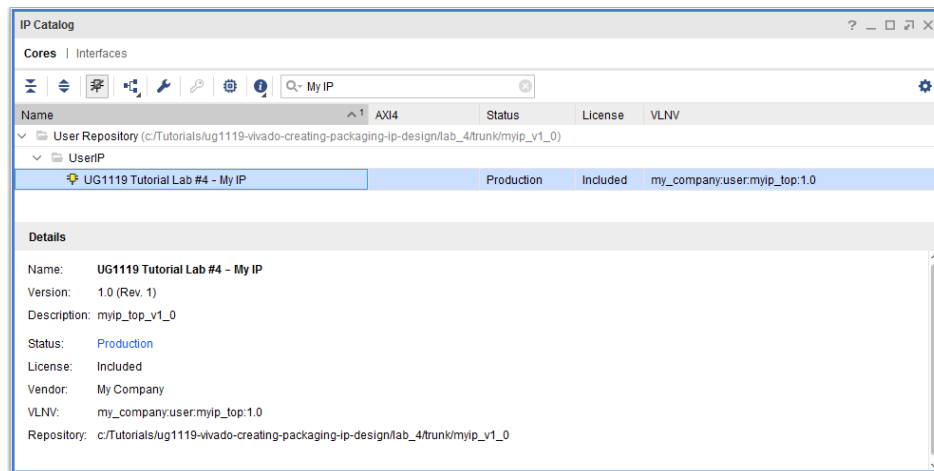 IP Catalog
Cores | Interfaces
My IP
Name 1 AXI4 Status License VLNV
User Repository (c:/Tutorials/ug1119-vivado-creating-packaging-ip-design/lab_4/trunk/myip_v1_0)
UserIP
UG1119 Tutorial Lab #4 – My IP Production Included my_company:user:myip_top:1.0
Details
Name: UG1119 Tutorial Lab #4 – My IP
Version: 1.0 (Rev. 1)
Description: myip_top_v1_0
Status: Production
License: Included
Vendor: My Company
VLNV: my_company:user:myip_top:1.0
Repository: c:/Tutorials/ug1119-vivado-creating-packaging-ip-design/lab_4/trunk/myip_v1_0